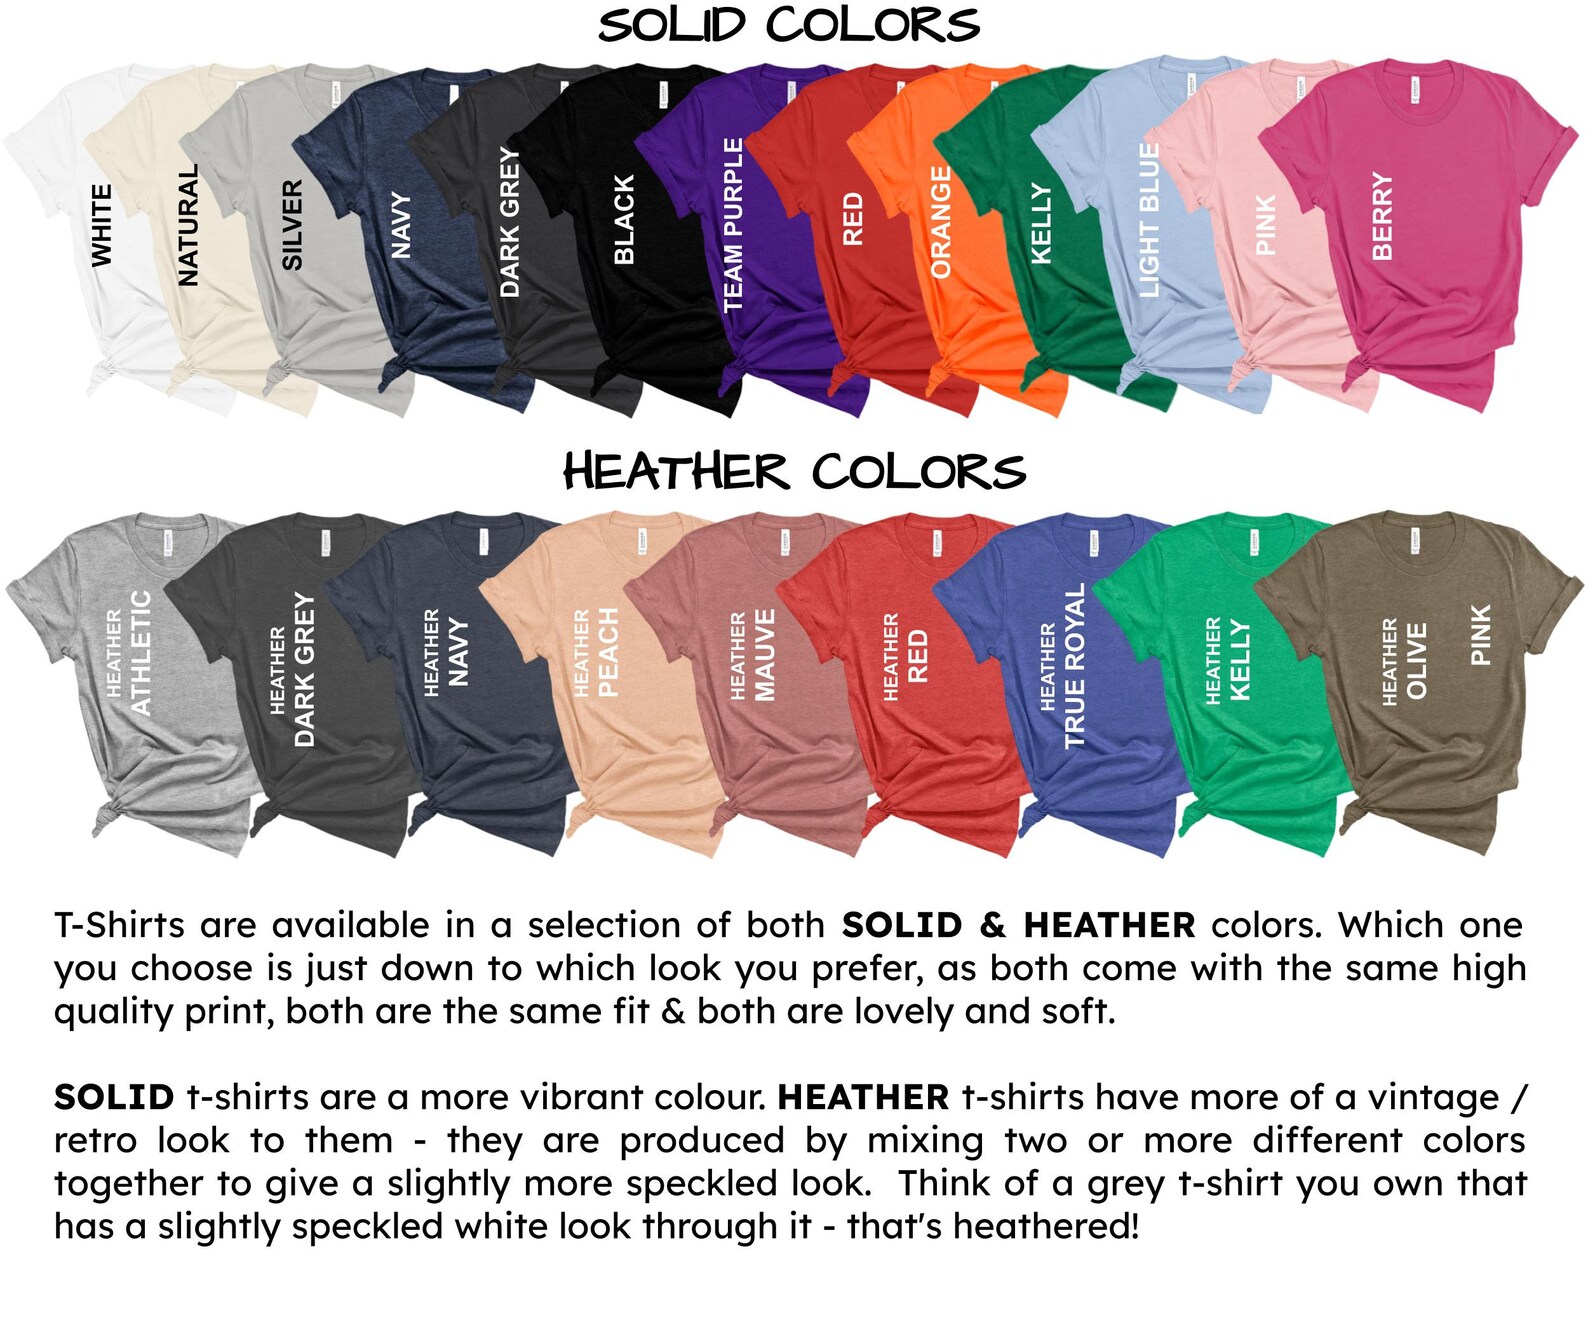 SOLID COLORS
WHITE
NATURAL
SILVER
NAVY
DARK GREY
BLACK
TEAM PURPLE
RED
ORANGE
KELLY
LIGHT BLUE
PINK
BERRY
HEATHER COLORS
HEATHER
ATHLETIC
HEATHER
DARK GREY
HEATHER
NAVY
HEATHER
PEACH
HEATHER
MAUVE
HEATHER
RED
HEATHER
TRUE ROYAL
HEATHER
KELLY
HEATHER
OLIVE
PINK
T-Shirts are available in a selection of both SOLID & HEATHER colors. Which one
you choose is just down to which look you prefer, as both come with the same high
quality print, both are the same fit & both are lovely and soft.
SOLID t-shirts are a more vibrant colour. HEATHER t-shirts have more of a vintage /
retro look to them - they are produced by mixing two or more different colors
together to give a slightly more speckled look. Think of a grey t-shirt you own that
has a slightly speckled white look through it - that's heathered!